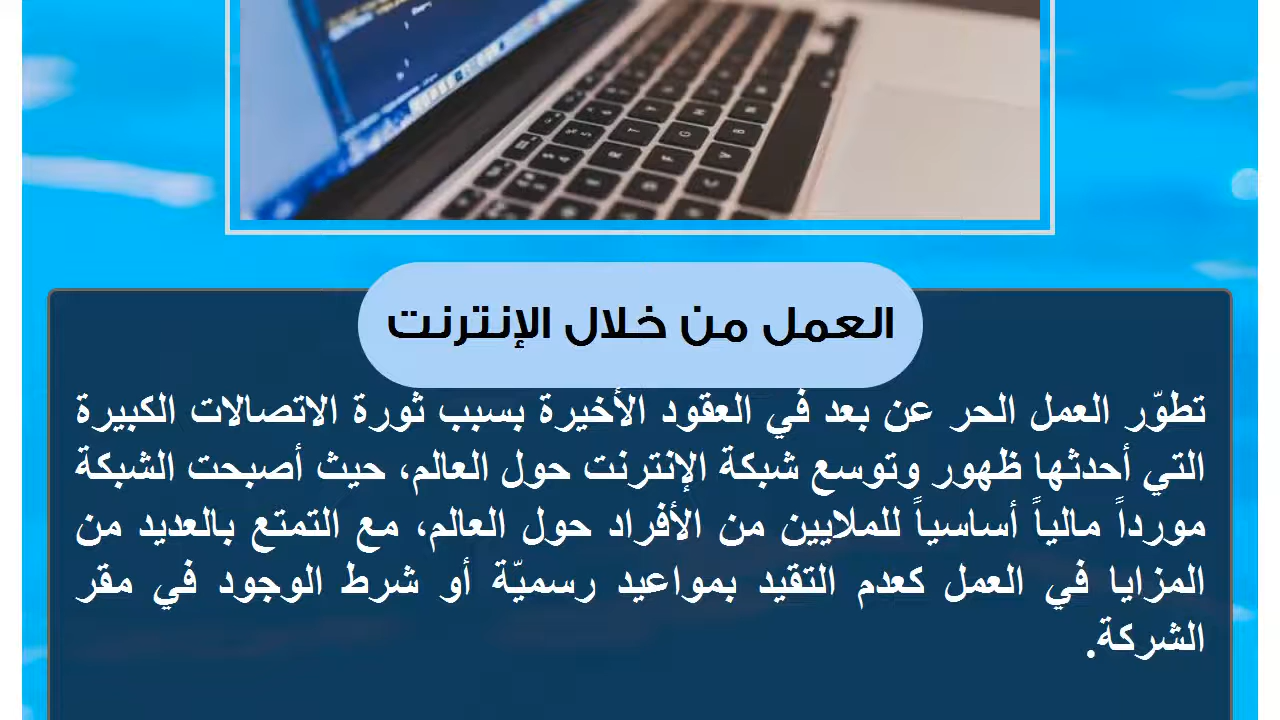 العمل من خلال الإنترنت
تطوّر العمل الحر عن بعد في العقود الأخيرة بسبب ثورة الاتصالات الكبيرة
التي أحدثها ظهور وتوسع شبكة الإنترنت حول العالم، حيث أصبحت الشبكة
مورداً مالياً أساسياً للملايين من الأفراد حول العالم، مع التمتع بالعديد من
المزايا في العمل كعدم التقيد بمواعيد رسميّة أو شرط الوجود في مقر
الشركة.